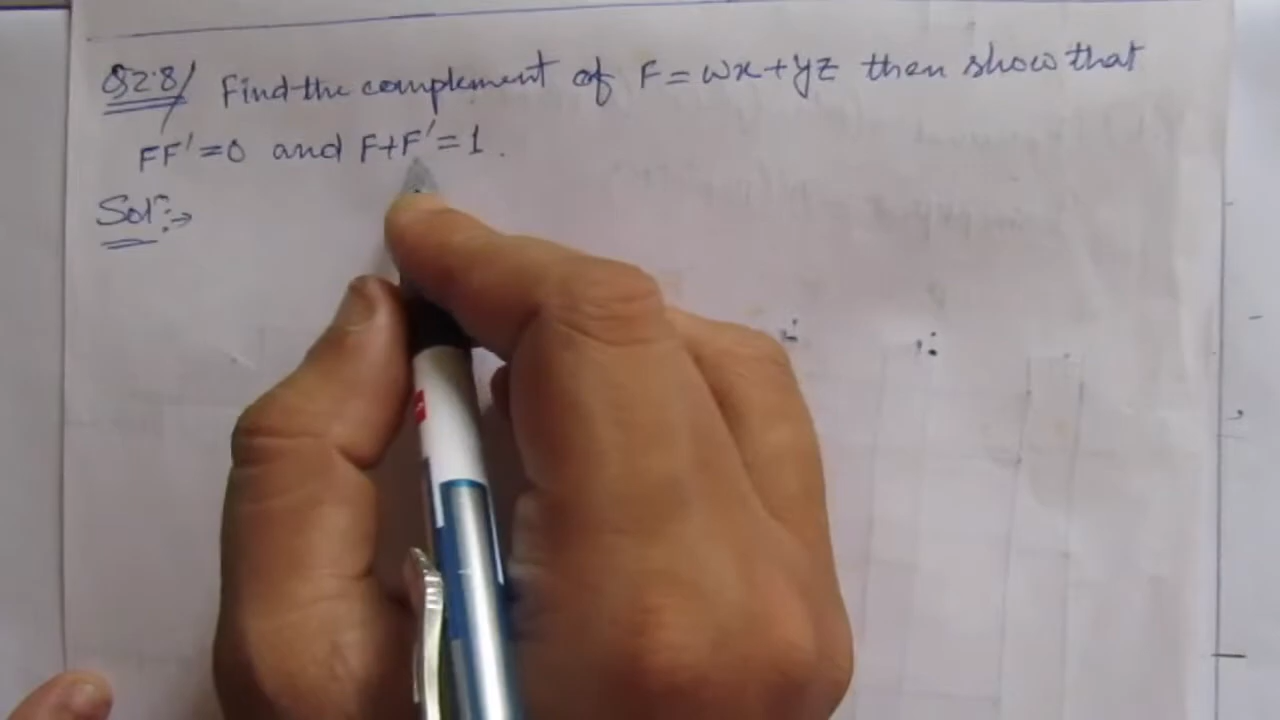 Q2.8/ Find the complement of F = wx + yz then show that
FF' = 0 and F+F' = 1.
Sol:→